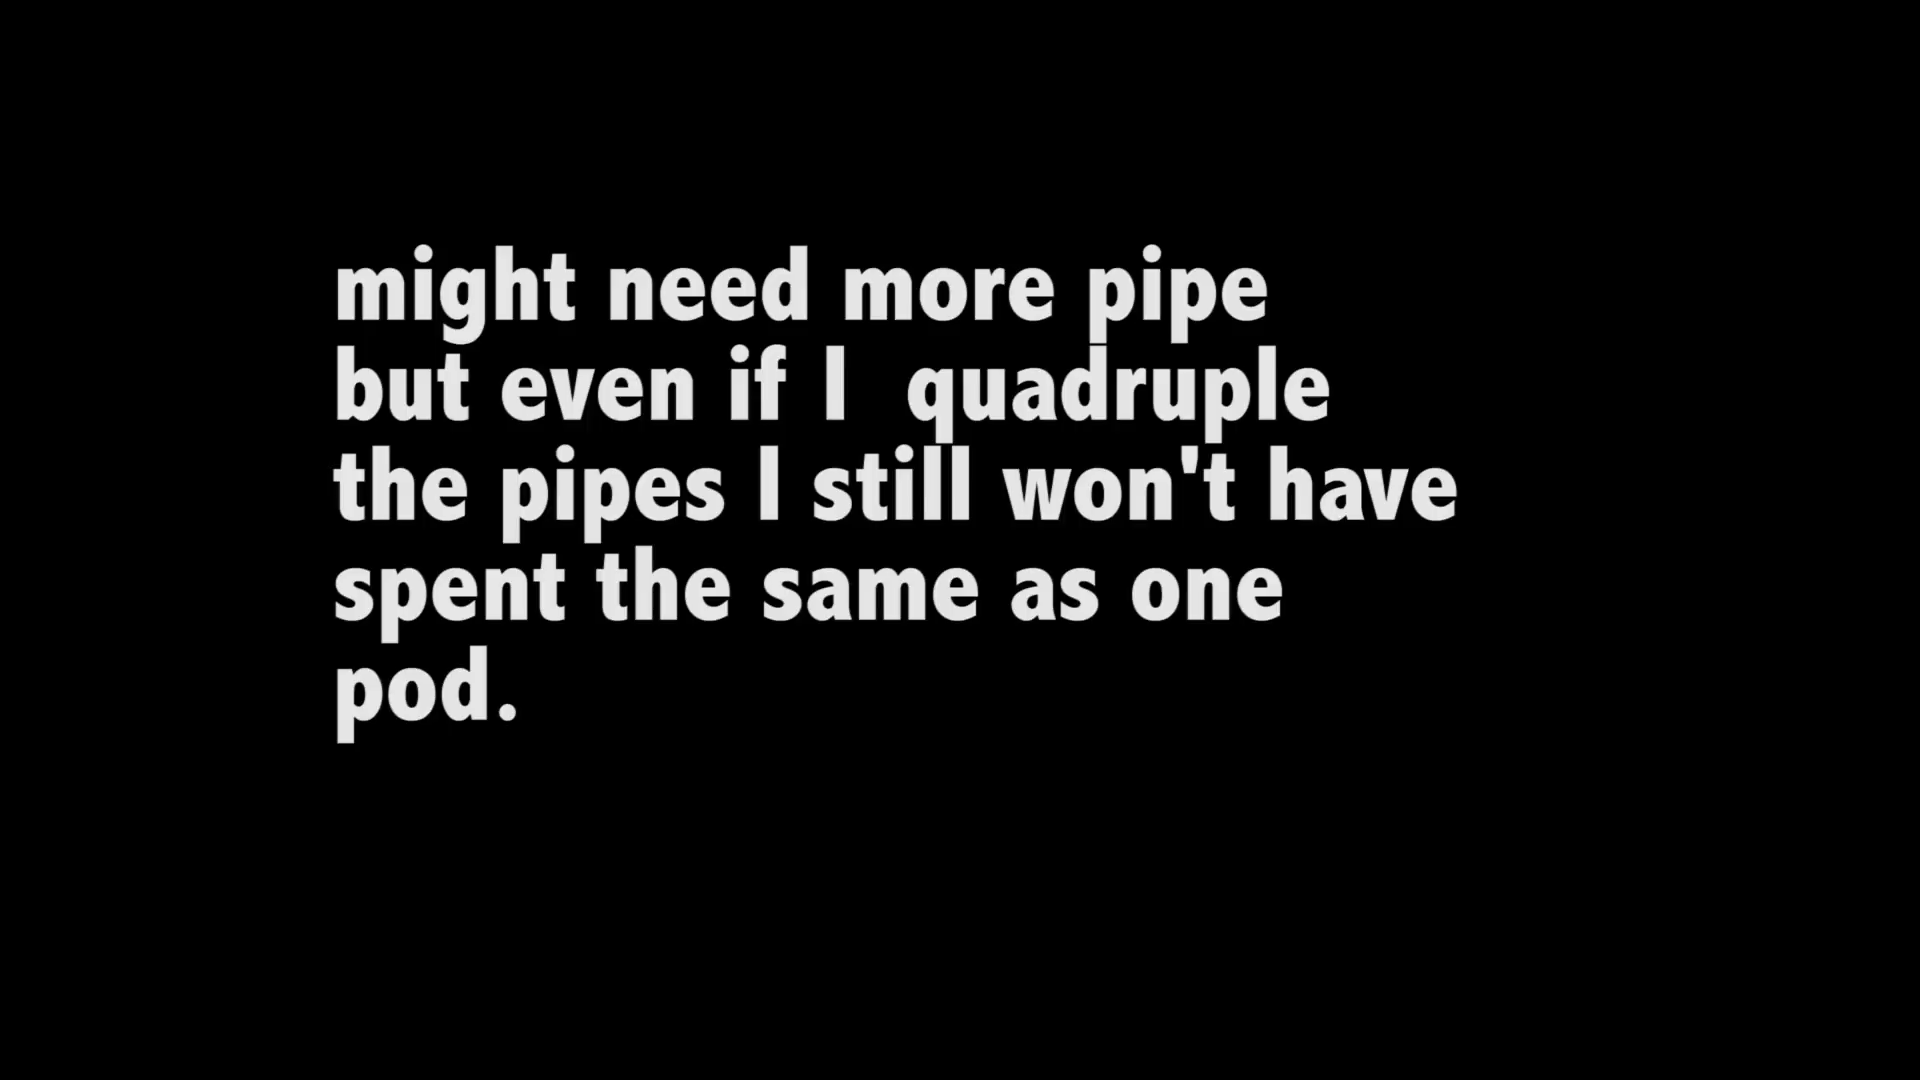 might need more pipe
but even if I  quadruple
the pipes I still won't have
spent the same as one
pod.